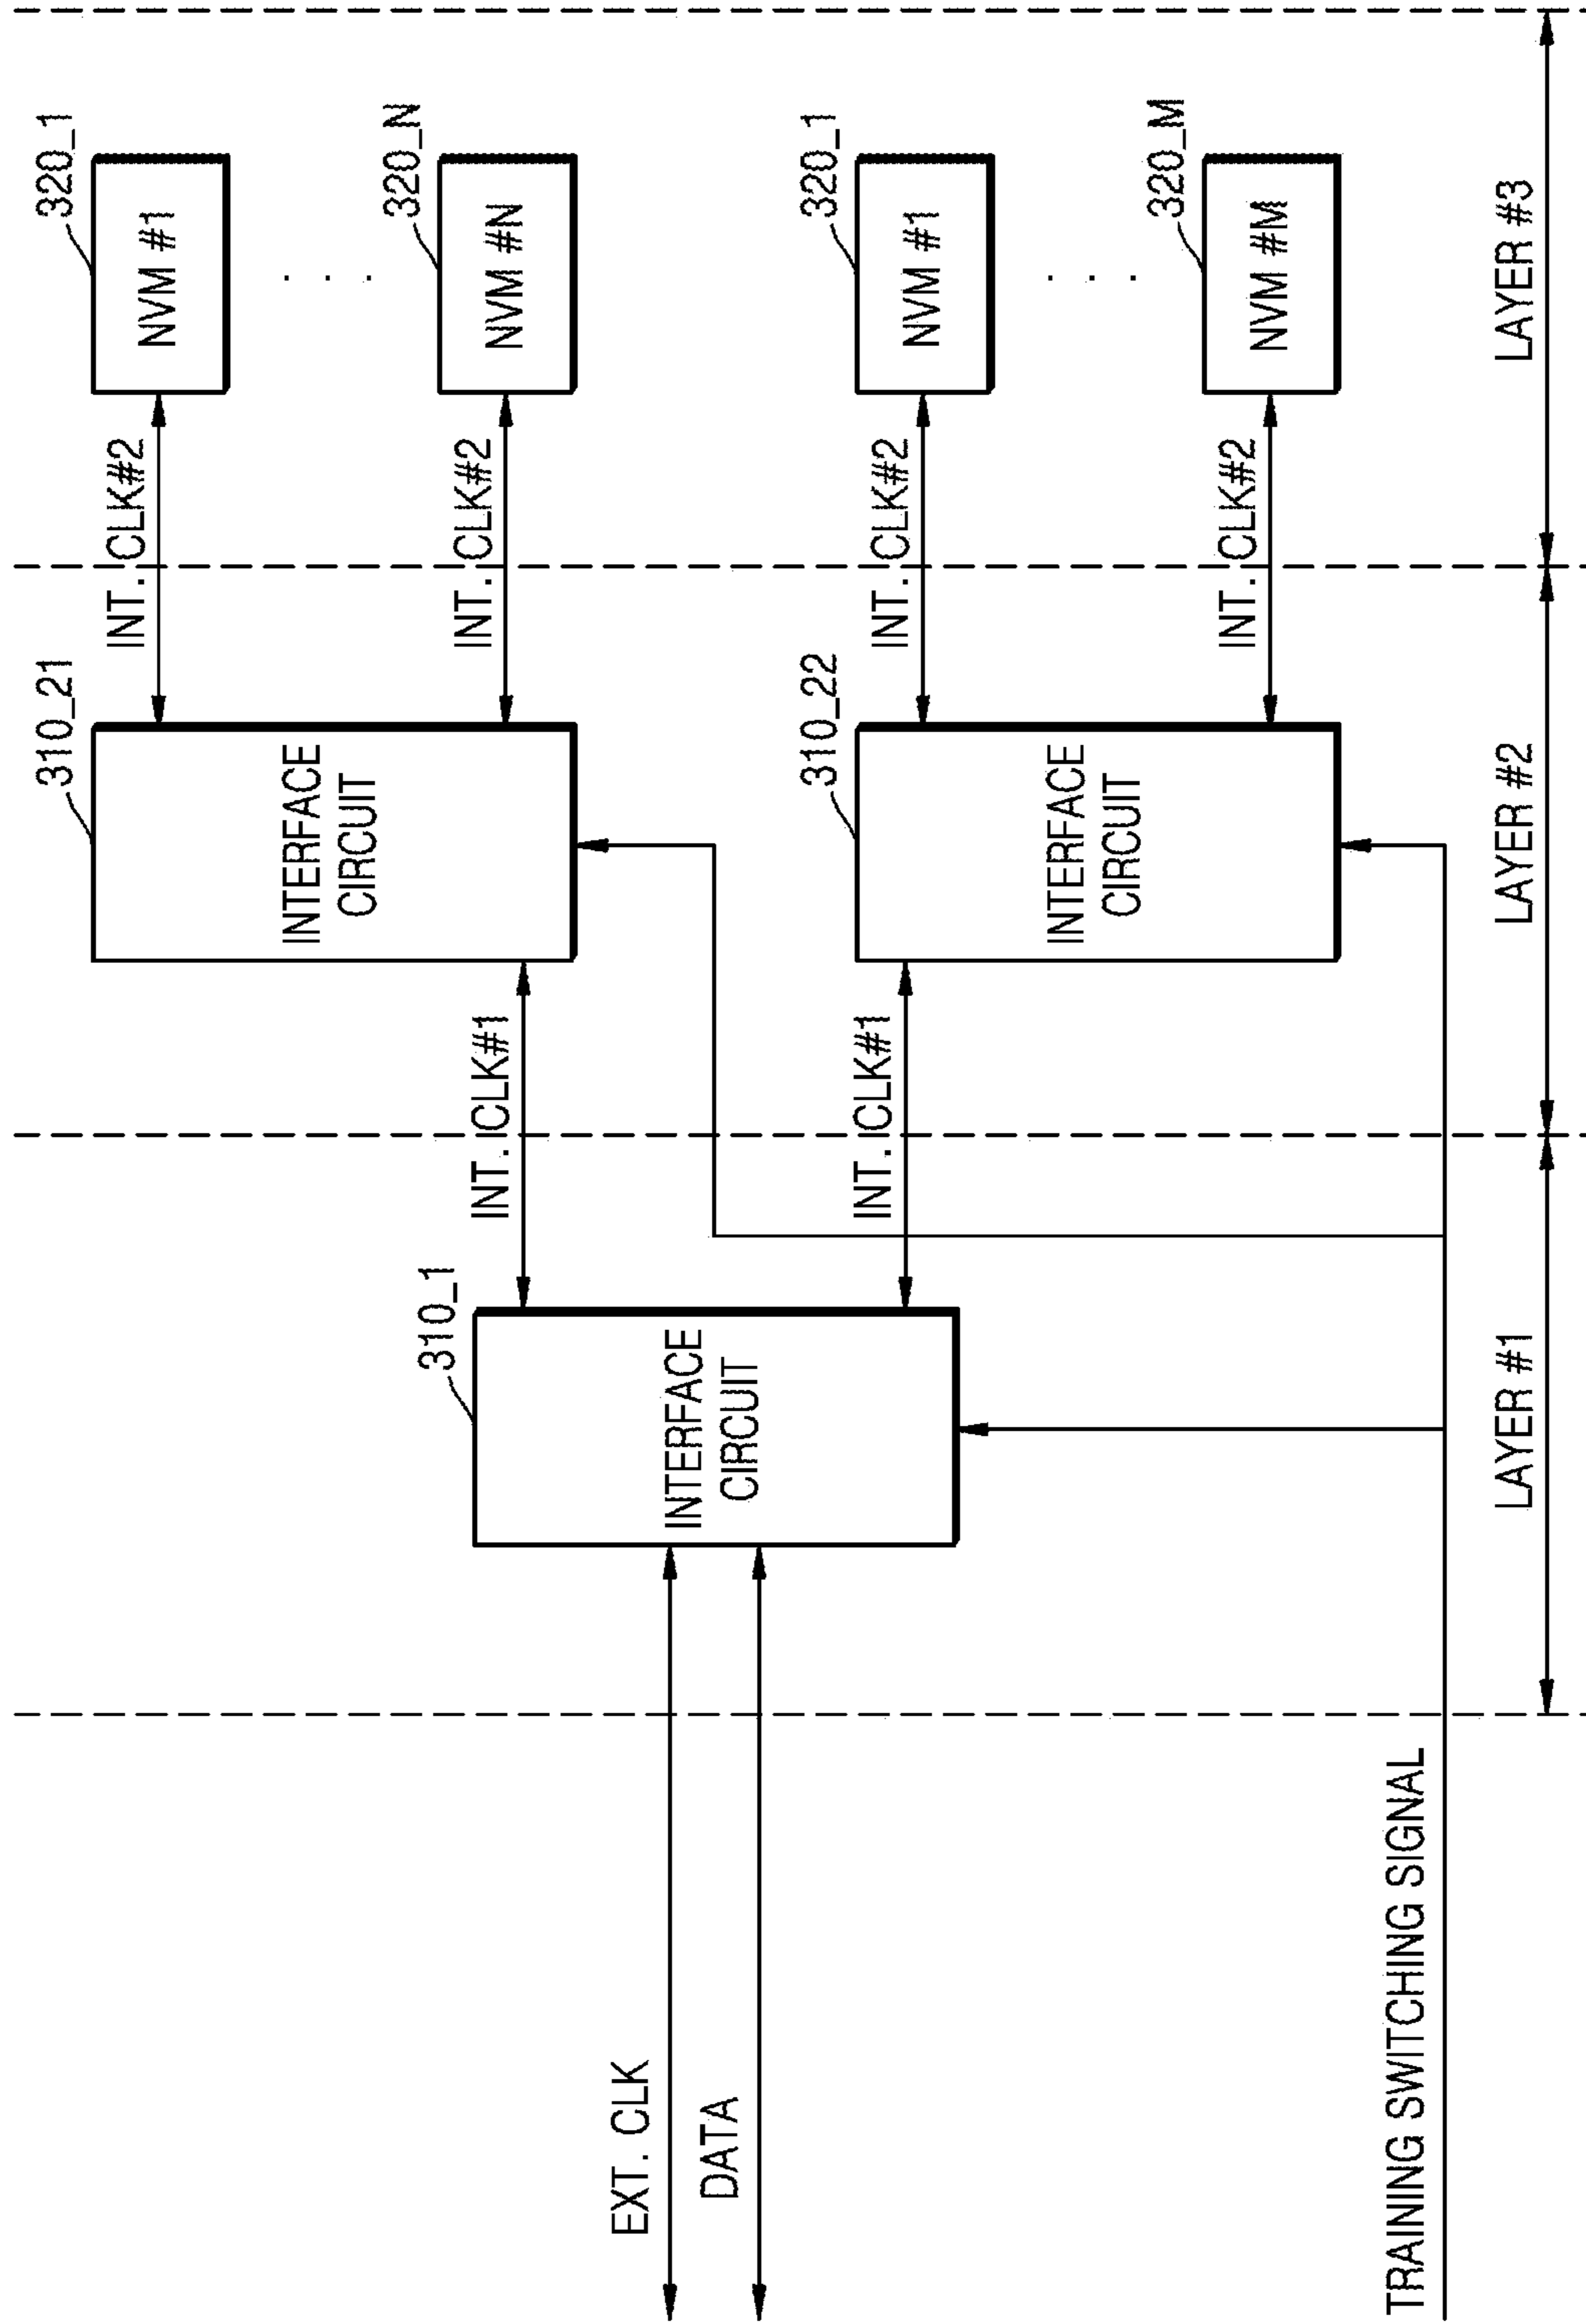 320_1
NVM #1
320_N
NVM #N
320_1
NVM #1
320_M
NVM #M
INT. CLK#2
INT. CLK#2
INT. CLK#2
INT. CLK#2
310_21
INTERFACE
CIRCUIT
310_22
INTERFACE
CIRCUIT
INT. CLK#1
INT. CLK#1
310_1
INTERFACE
CIRCUIT
EXT. CLK
DATA
TRAINING SWITCHING SIGNAL
LAYER #1
LAYER #2
LAYER #3